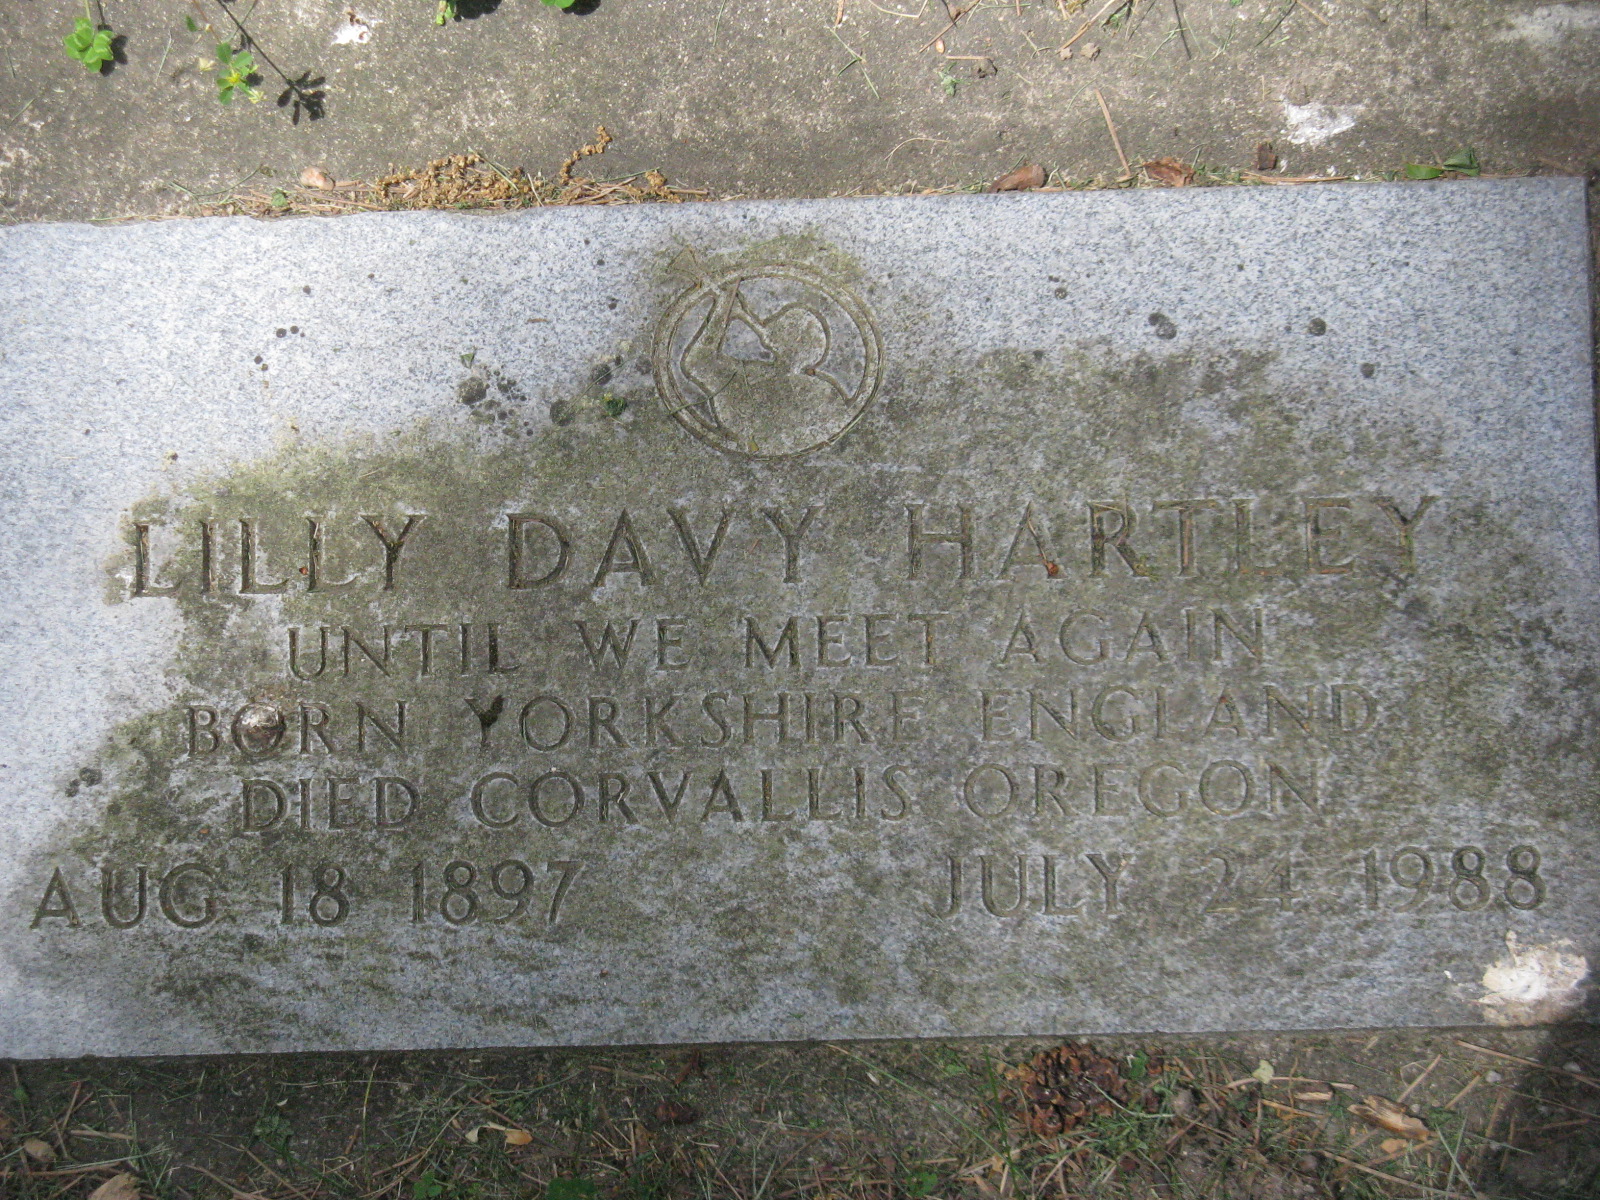 LILLY DAVY HARTLEY
UNTIL WE MEET AGAIN
BORN YORKSHIRE ENGLAND
DIED CORVALLIS OREGON
AUG 18 1897 JULY 24 1988